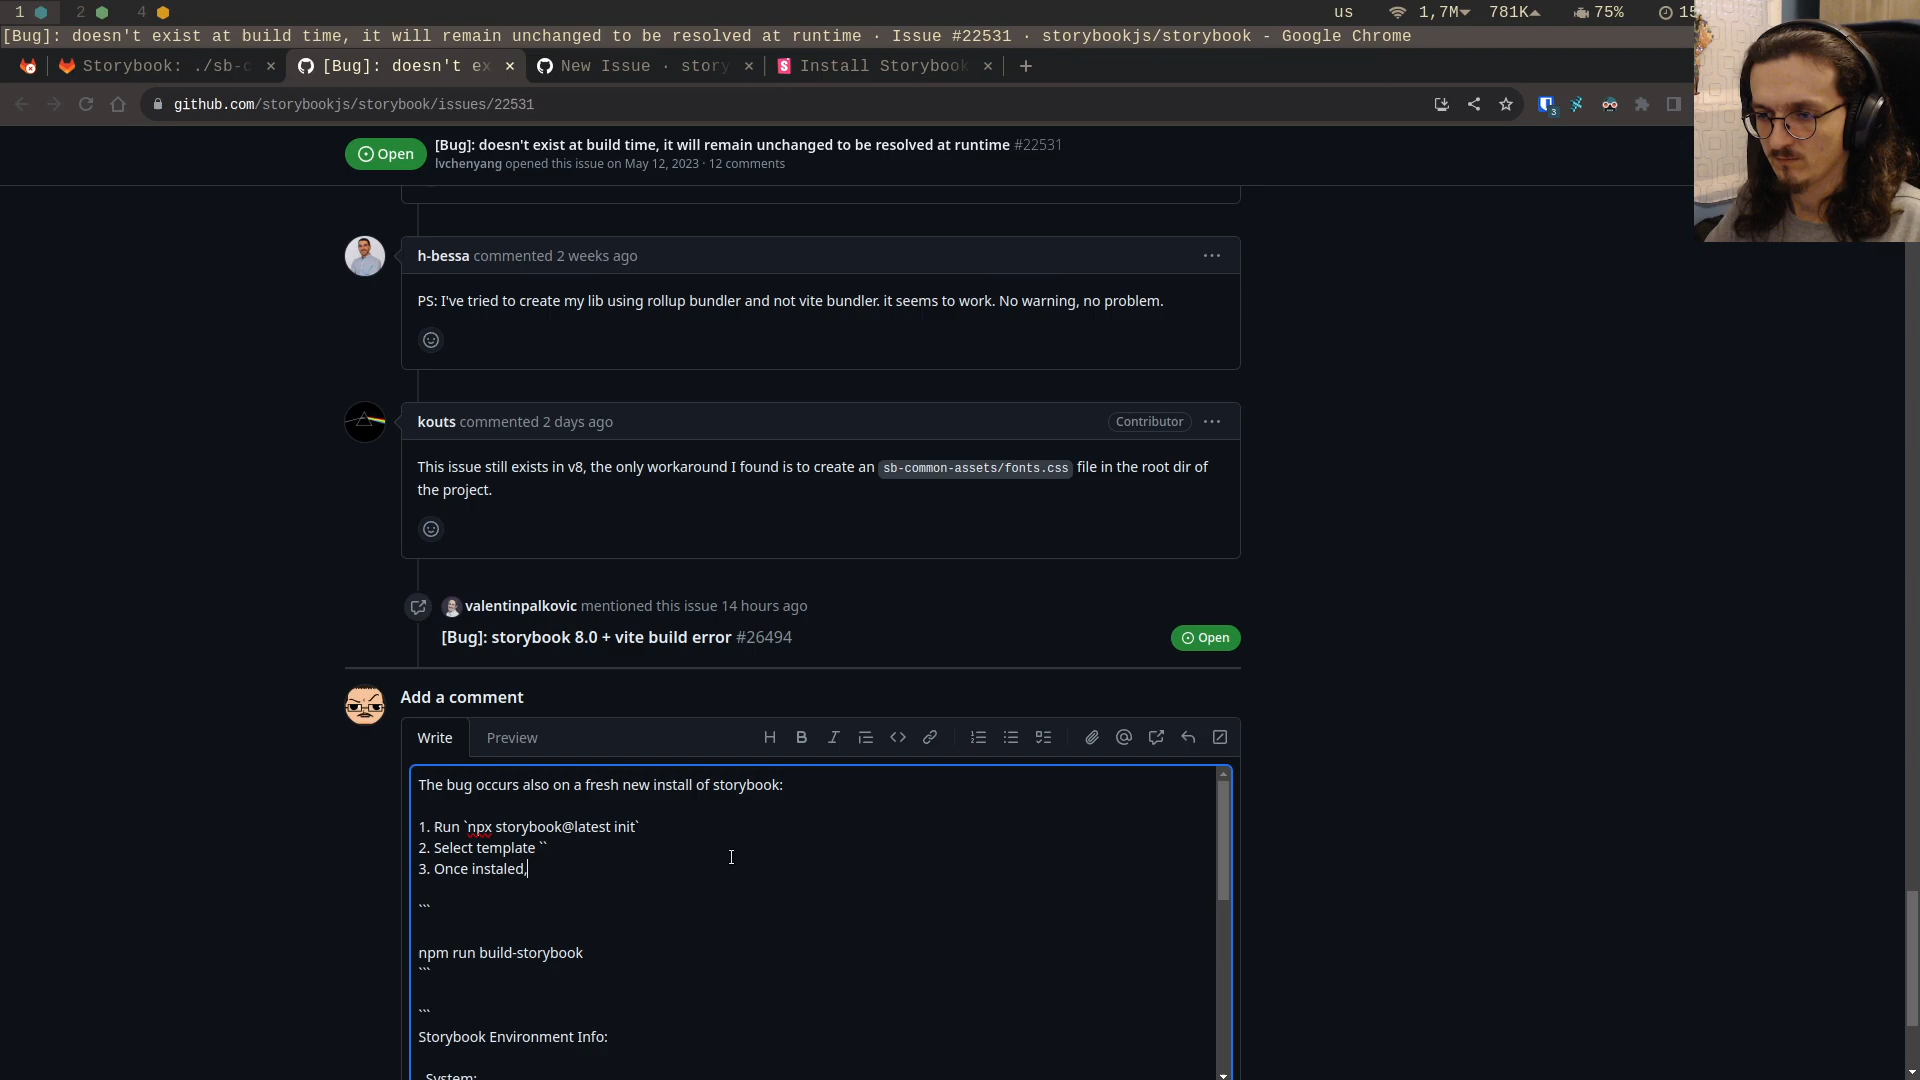 1 2 4 us 1,7M 781K 75% 15
[Bug]: doesn't exist at build time, it will remain unchanged to be resolved at runtime · Issue #22531 · storybookjs/storybook - Google Chrome
Storybook: ./sb-c [Bug]: doesn't ex New Issue · story Install Storybook
github.com/storybookjs/storybook/issues/22531 3
Open [Bug]: doesn't exist at build time, it will remain unchanged to be resolved at runtime #22531
lvchenyang opened this issue on May 12, 2023 · 12 comments
h-bessa commented 2 weeks ago
PS: I've tried to create my lib using rollup bundler and not vite bundler. it seems to work. No warning, no problem.
kouts commented 2 days ago Contributor
This issue still exists in v8, the only workaround I found is to create an sb-common-assets/fonts.css file in the root dir of
the project.
valentinpalkovic mentioned this issue 14 hours ago
[Bug]: storybook 8.0 + vite build error #26494 Open
Add a comment
Write Preview
The bug occurs also on a fresh new install of storybook:
1. Run `npx storybook@latest init`
2. Select template ``
3. Once instaled,
```
npm run build-storybook
```
```
Storybook Environment Info:
System: